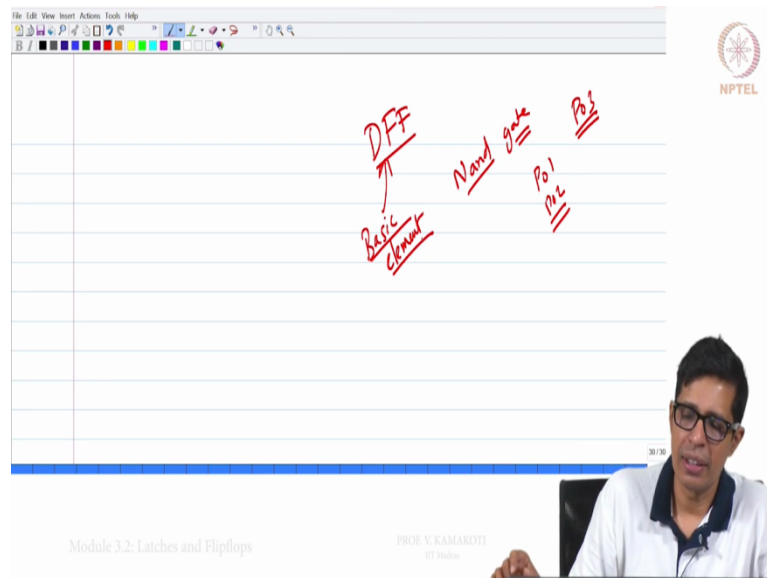 File Edit View Insert Actions Tools Help
B I
NPTEL
DFF
Nand gate
Po3
Po1
Po2
Basic
element
30/30
Module 3.2: Latches and Flipflops
PROF. V. KAMAKOTI
IIT Madras